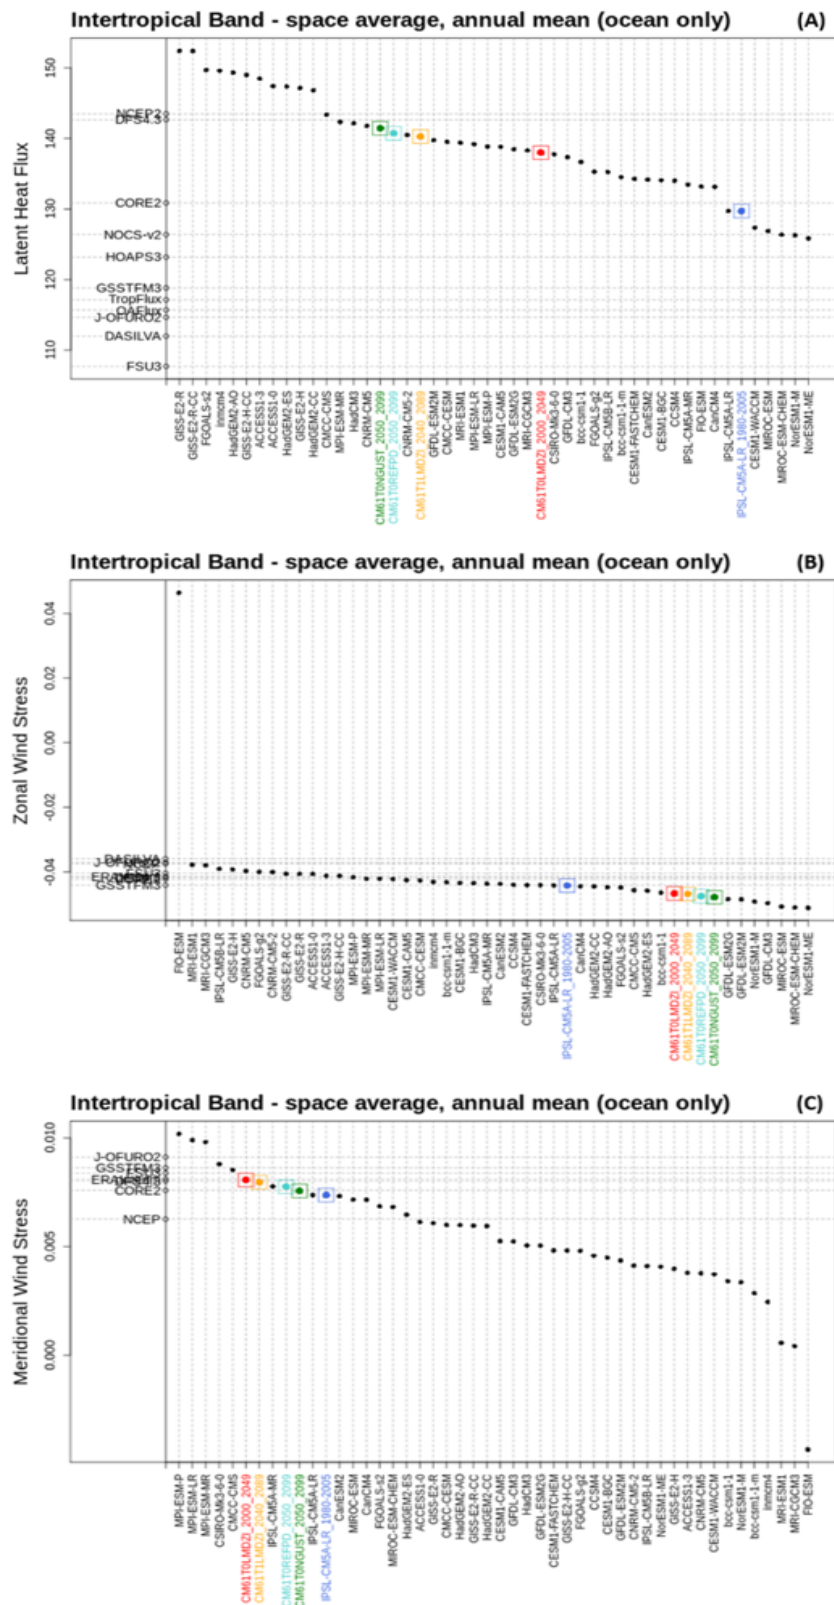 Intertropical Band - space average, annual mean (ocean only) (A)
Latent Heat Flux
150
140
130
120
110
NCEP2
DFS4.3
CORE2
NOCS-v2
HOAPS3
GSSTFM3
TropFlux
OAFlux
J-OFURO2
DASILVA
FSU3
GISS-E2-R
GISS-E2-R-CC
FGOALS-s2
inmcm4
HadGEM2-AO
GISS-E2-H-CC
ACCESS1-3
ACCESS1-0
HadGEM2-ES
GISS-E2-H
HadGEM2-CC
CMCC-CMS
MPI-ESM-MR
HadCM3
CNRM-CM5
CM61T0NGUST_2050_2099
CM61T0REFPD_2050_2099
CNRM-CM5-2
CM61T1LMDZI_2040_2089
GFDL-ESM2M
CMCC-CESM
MRI-ESM1
MPI-ESM-LR
MPI-ESM-P
CESM1-CAM5
GFDL-ESM2G
MRI-CGCM3
CM61T0LMDZI_2000_2049
CSIRO-Mk3-6-0
GFDL-CM3
bcc-csm1-1
FGOALS-g2
IPSL-CM5B-LR
bcc-csm1-1-m
CESM1-FASTCHEM
CanESM2
CESM1-BGC
CCSM4
IPSL-CM5A-MR
FIO-ESM
CanCM4
IPSL-CM5A-LR
IPSL-CM5A-LR_1980-2005
CESM1-WACCM
MIROC-ESM
MIROC-ESM-CHEM
NorESM1-M
NorESM1-ME
Intertropical Band - space average, annual mean (ocean only) (B)
Zonal Wind Stress
0.04
0.02
0.00
-0.02
-0.04
DASILVA
J-OFURO2
GSSTFM3
FIO-ESM
MRI-ESM1
MRI-CGCM3
IPSL-CM5B-LR
GISS-E2-H
CNRM-CM5
FGOALS-g2
CNRM-CM5-2
GISS-E2-R-CC
GISS-E2-R
ACCESS1-0
ACCESS1-3
GISS-E2-H-CC
MPI-ESM-P
MPI-ESM-MR
MPI-ESM-LR
CESM1-WACCM
CESM1-CAM5
CMCC-CESM
inmcm4
bcc-csm1-1-m
CESM1-BGC
HadCM3
IPSL-CM5A-MR
CanESM2
CCSM4
CESM1-FASTCHEM
CSIRO-Mk3-6-0
IPSL-CM5A-LR
IPSL-CM5A-LR_1980-2005
CanCM4
HadGEM2-CC
HadGEM2-AO
FGOALS-s2
CMCC-CMS
HadGEM2-ES
bcc-csm1-1
CM61T0LMDZI_2000_2049
CM61T1LMDZI_2040_2089
CM61T0REFPD_2050_2099
CM61T0NGUST_2050_2099
GFDL-ESM2G
GFDL-ESM2M
NorESM1-M
GFDL-CM3
MIROC-ESM
MIROC-ESM-CHEM
NorESM1-ME
Intertropical Band - space average, annual mean (ocean only) (C)
Meridional Wind Stress
0.010
0.005
0.000
J-OFURO2
GSSTFM3
CORE2
NCEP
MPI-ESM-P
MPI-ESM-LR
MPI-ESM-MR
CSIRO-Mk3-6-0
CMCC-CMS
CM61T0LMDZI_2000_2049
CM61T1LMDZI_2040_2089
IPSL-CM5A-MR
CM61T0REFPD_2050_2099
CM61T0NGUST_2050_2099
IPSL-CM5A-LR
IPSL-CM5A-LR_1980-2005
CanESM2
MIROC-ESM
CanCM4
FGOALS-s2
MIROC-ESM-CHEM
HadGEM2-ES
ACCESS1-0
GISS-E2-R
CMCC-CESM
HadGEM2-AO
GISS-E2-R-CC
HadGEM2-CC
CESM1-CAM5
GFDL-CM3
HadCM3
GFDL-ESM2G
CESM1-FASTCHEM
GISS-E2-H-CC
FGOALS-g2
CCSM4
CESM1-BGC
GFDL-ESM2M
CNRM-CM5-2
IPSL-CM5B-LR
NorESM1-ME
GISS-E2-H
ACCESS1-3
CNRM-CM5
CESM1-WACCM
bcc-csm1-1
NorESM1-M
bcc-csm1-1-m
inmcm4
MRI-ESM1
MRI-CGCM3
FIO-ESM